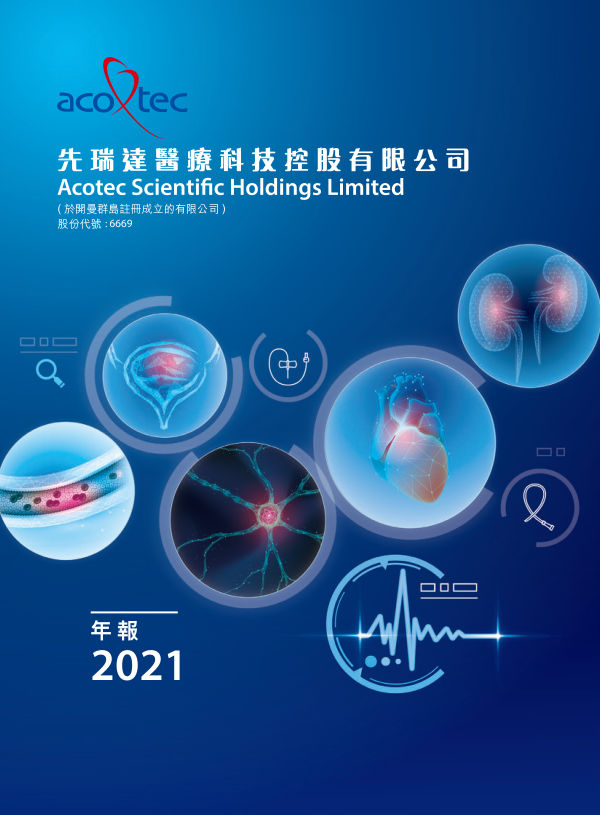 acotec
先瑞達醫療科技控股有限公司
Acotec Scientific Holdings Limited
(於開曼群島註冊成立的有限公司)
股份代號 : 6669
年報
2021